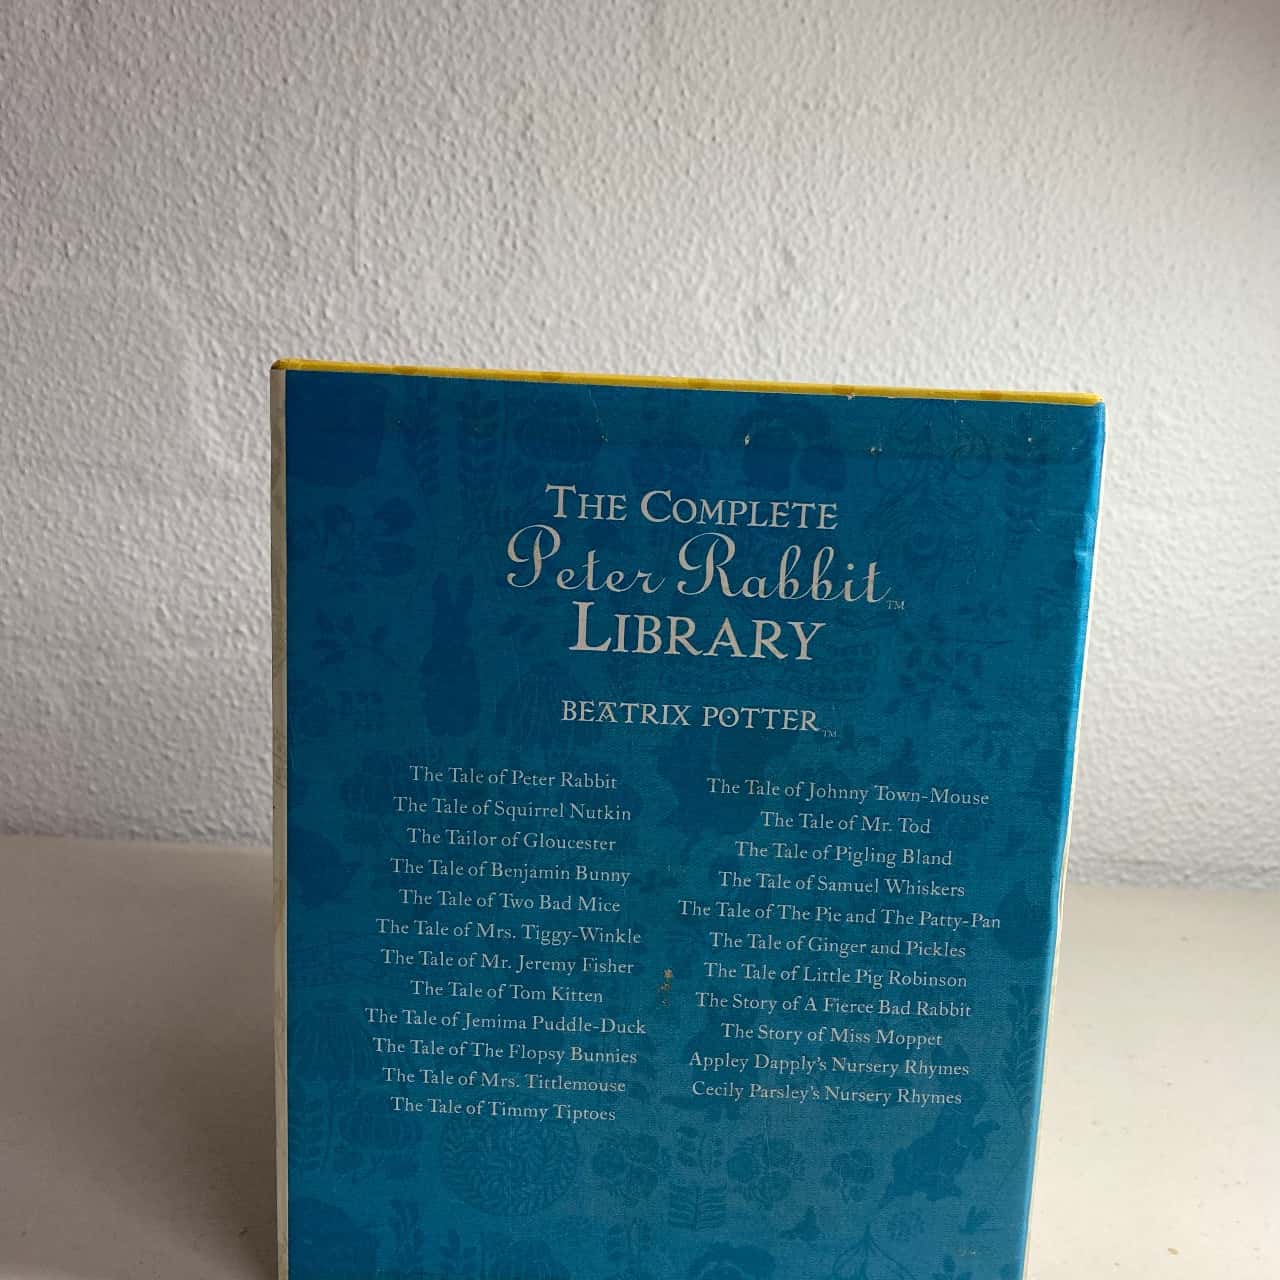 THE COMPLETE
Peter Rabbit™
LIBRARY
BEATRIX POTTER™
The Tale of Peter Rabbit
The Tale of Squirrel Nutkin
The Tailor of Gloucester
The Tale of Benjamin Bunny
The Tale of Two Bad Mice
The Tale of Mrs. Tiggy-Winkle
The Tale of Mr. Jeremy Fisher
The Tale of Tom Kitten
The Tale of Jemima Puddle-Duck
The Tale of The Flopsy Bunnies
The Tale of Mrs. Tittlemouse
The Tale of Timmy Tiptoes
The Tale of Johnny Town-Mouse
The Tale of Mr. Tod
The Tale of Pigling Bland
The Tale of Samuel Whiskers
The Tale of The Pie and The Patty-Pan
The Tale of Ginger and Pickles
The Tale of Little Pig Robinson
The Story of A Fierce Bad Rabbit
The Story of Miss Moppet
Appley Dapply's Nursery Rhymes
Cecily Parsley's Nursery Rhymes